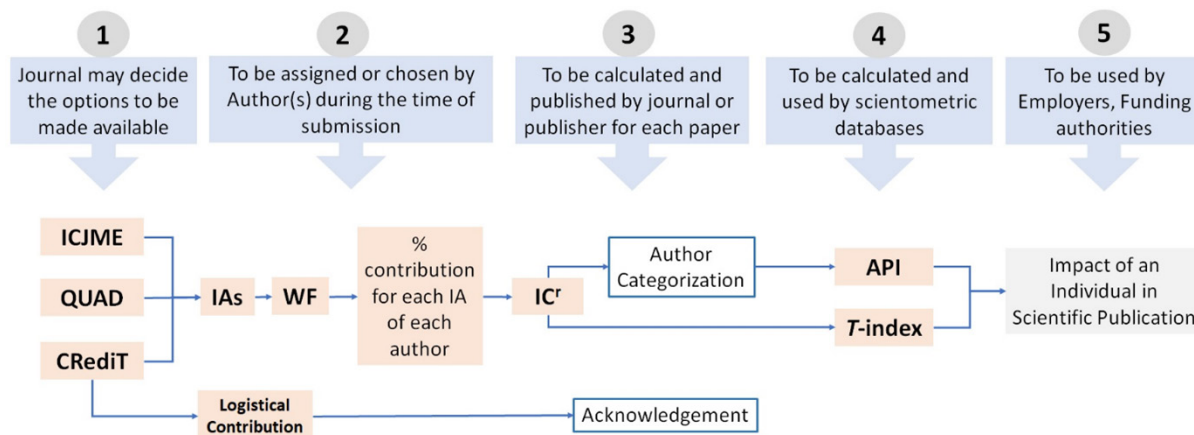 1
Journal may decide
the options to be
made available
2
To be assigned or chosen by
Author(s) during the time of
submission
3
To be calculated and
published by journal or
publisher for each paper
4
To be calculated and
used by scientometric
databases
5
To be used by
Employers, Funding
authorities
ICJME
QUAD
CRediT
IAs
WF
%
contribution
for each IA
of each
author
ICʳ
Author
Categorization
API
T-index
Impact of an
Individual in
Scientific Publication
Logistical
Contribution
Acknowledgement